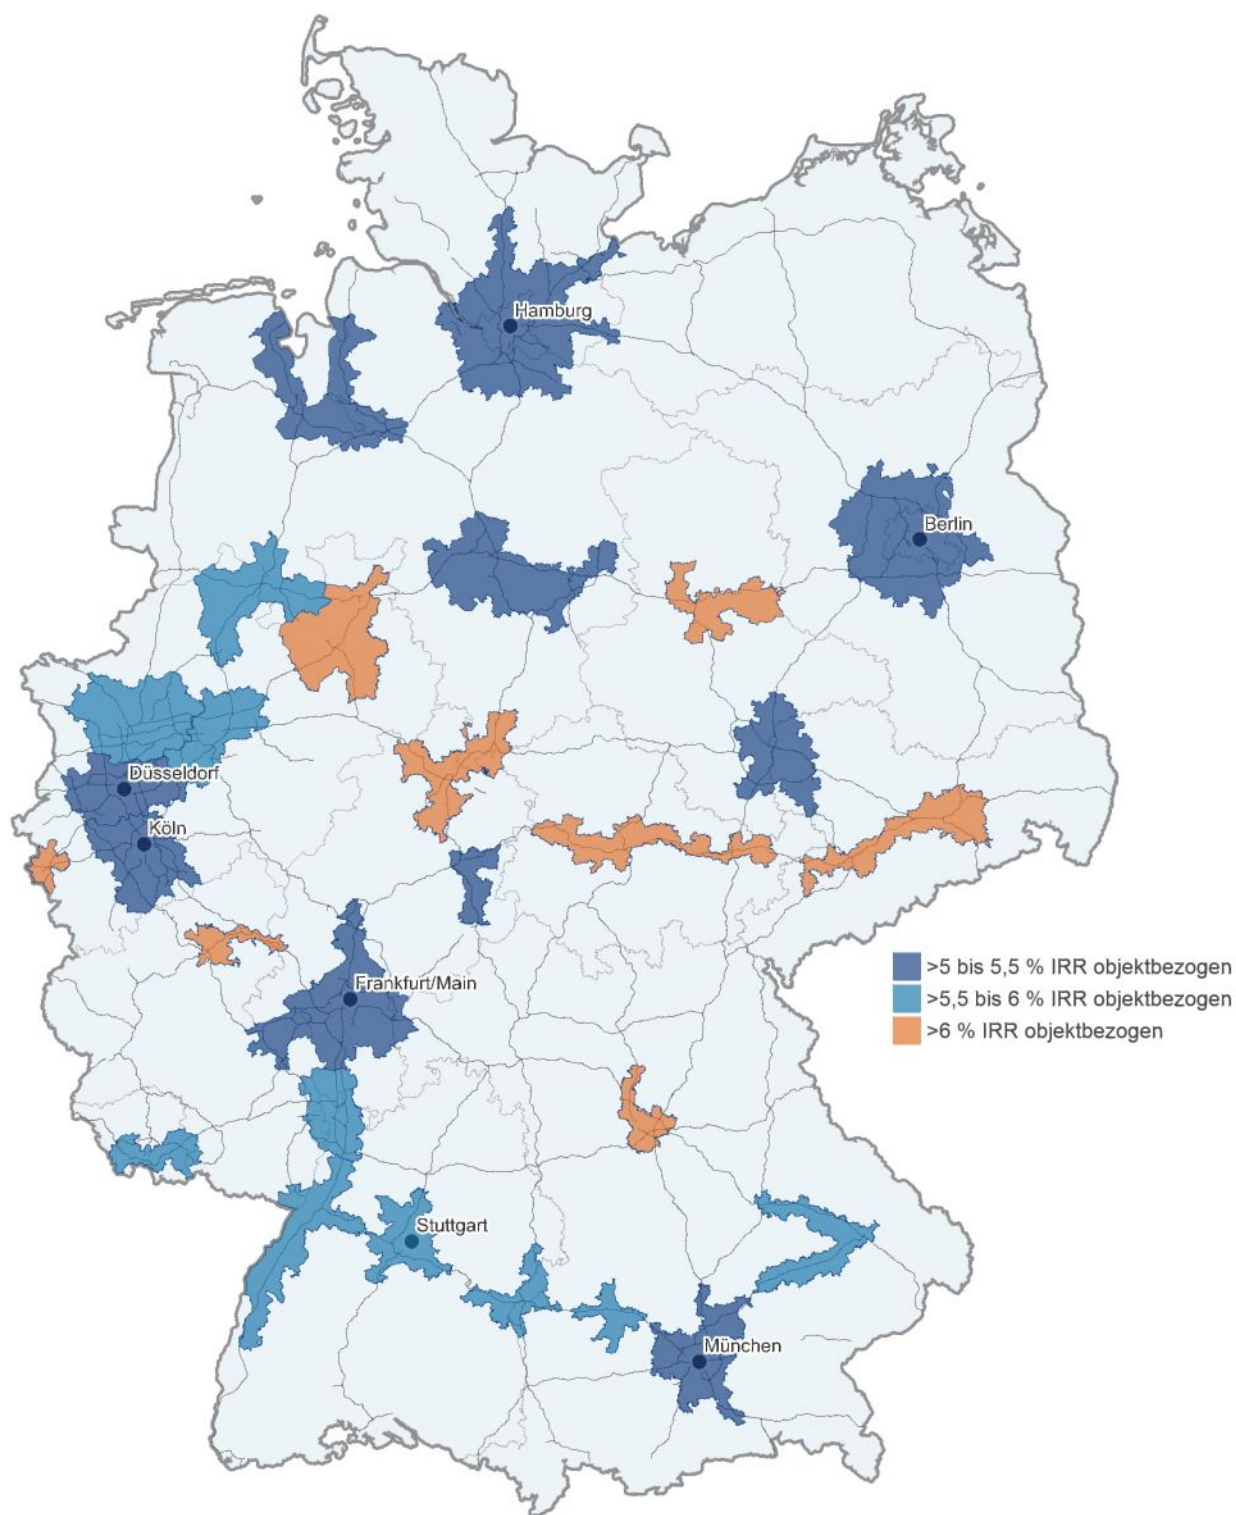 Hamburg
Berlin
Düsseldorf
Köln
>5 bis 5,5 % IRR objektbezogen
>5,5 bis 6 % IRR objektbezogen
>6 % IRR objektbezogen
Frankfurt/Main
Stuttgart
München